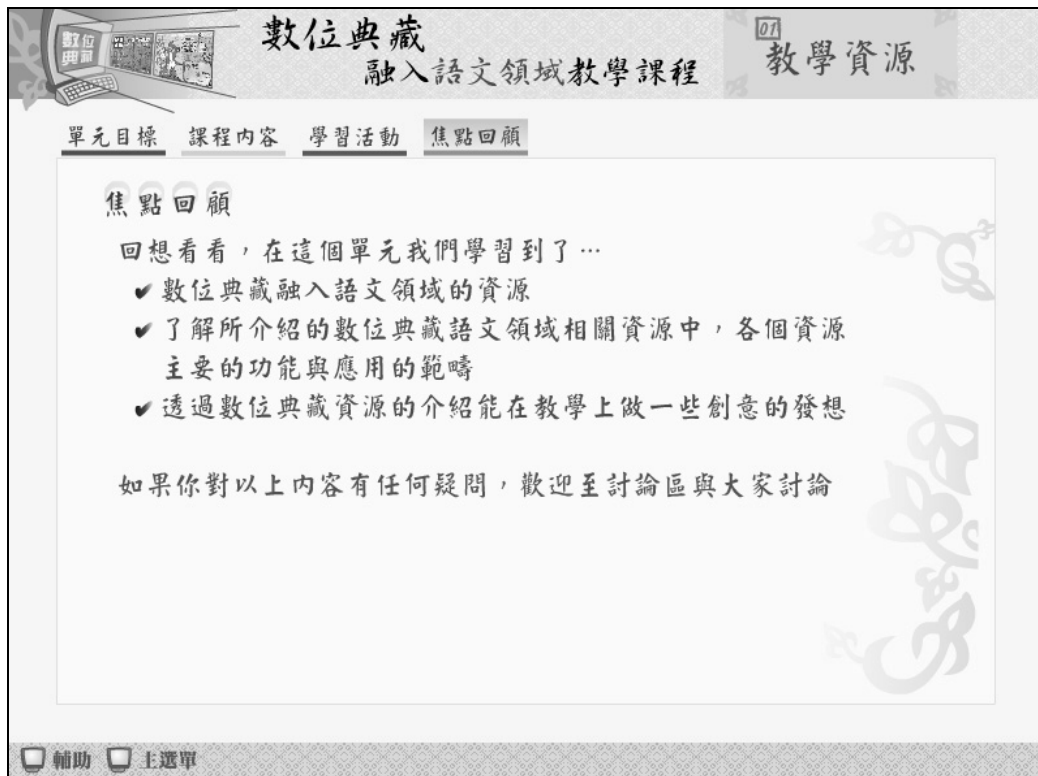 數位典藏
數位典藏
融入語文領域教學課程
01
教學資源
單元目標 課程內容 學習活動 焦點回顧
焦點回顧
回想看看，在這個單元我們學習到了…
✔數位典藏融入語文領域的資源
✔了解所介紹的數位典藏語文領域相關資源中，各個資源
主要的功能與應用的範疇
✔透過數位典藏資源的介紹能在教學上做一些創意的發想
如果你對以上內容有任何疑問，歡迎至討論區與大家討論
輔助 主選單